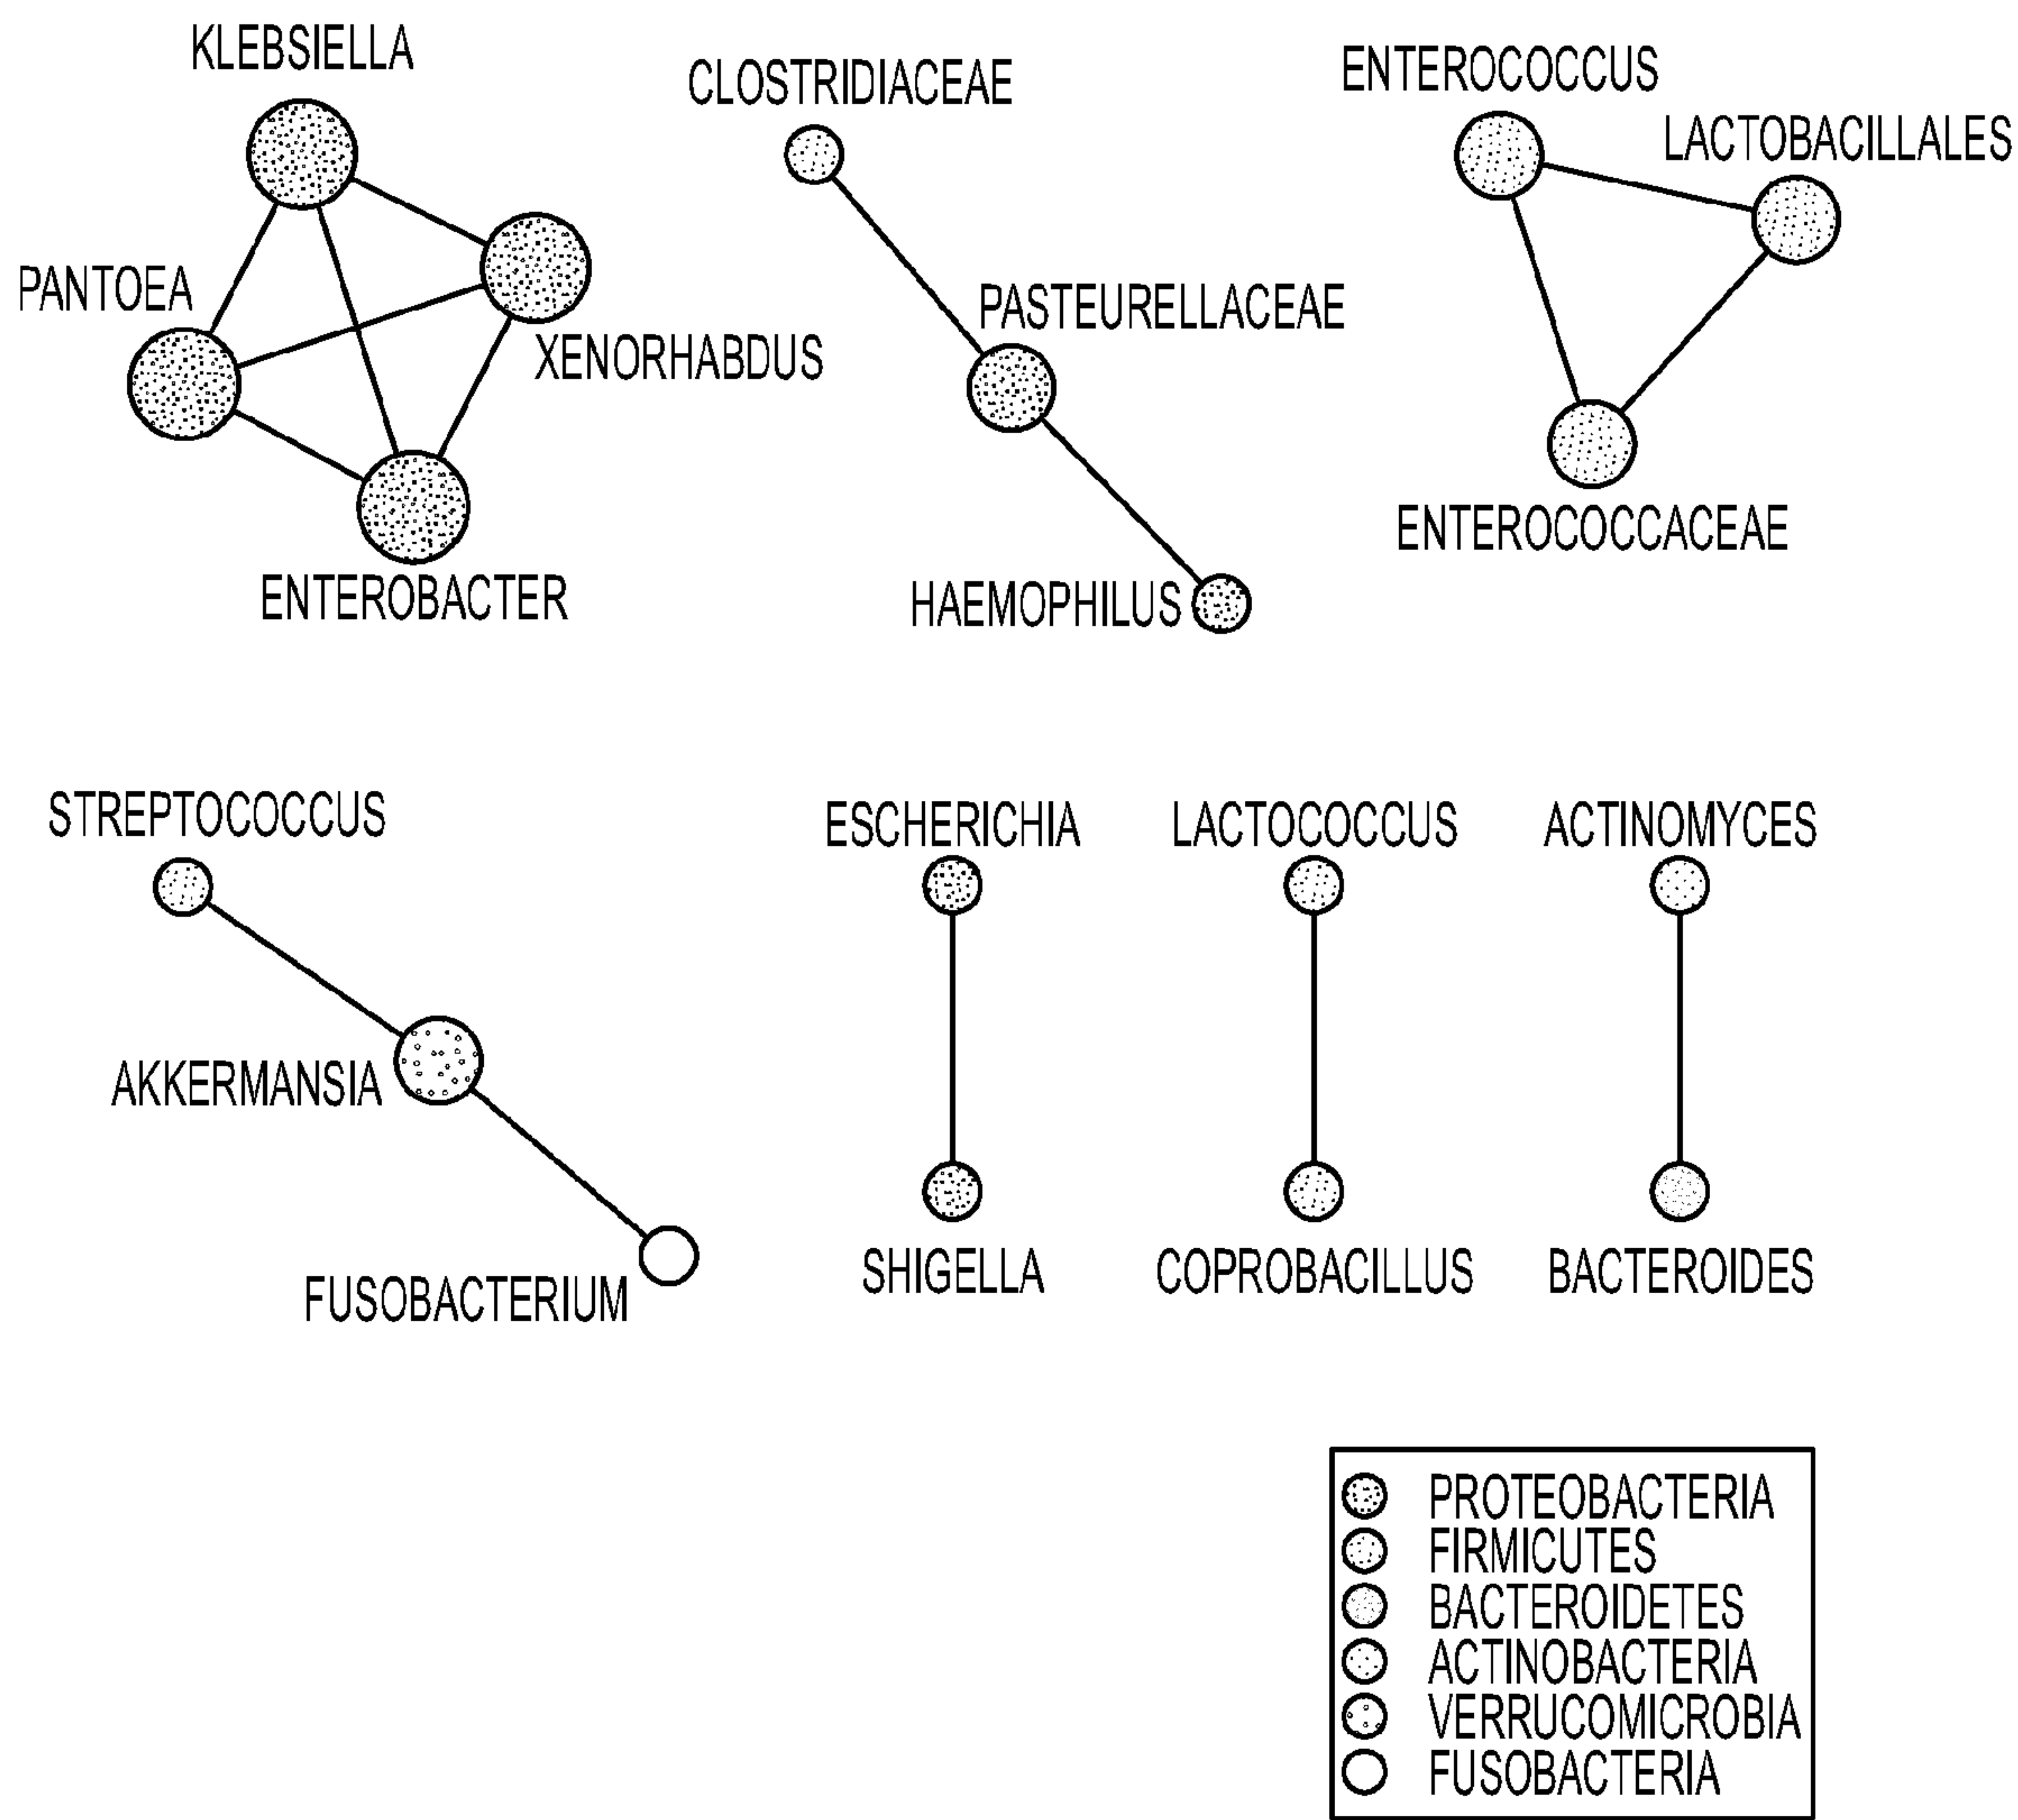 KLEBSIELLA
PANTOEA
XENORHABDUS
ENTEROBACTER
CLOSTRIDIACEAE
PASTEURELLACEAE
HAEMOPHILUS
ENTEROCOCCUS
LACTOBACILLALES
ENTEROCOCCACEAE
STREPTOCOCCUS
AKKERMANSIA
FUSOBACTERIUM
ESCHERICHIA
SHIGELLA
LACTOCOCCUS
COPROBACILLUS
ACTINOMYCES
BACTEROIDES
PROTEOBACTERIA
FIRMICUTES
BACTEROIDETES
ACTINOBACTERIA
VERRUCOMICROBIA
FUSOBACTERIA